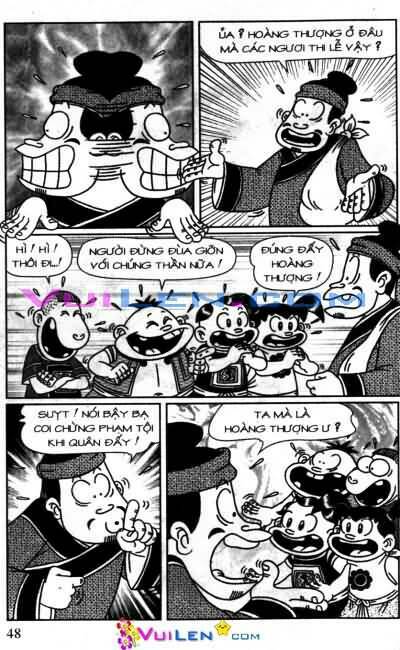 ỦA? HOÀNG THƯỢNG Ở ĐÂU
MÀ CÁC NGƯƠI THI LỄ VẬY?
HÌ! HÌ!
THÔI ĐI...!
NGƯỜI ĐỪNG ĐÙA GIỠN
VỚI CHÚNG THẦN NỮA!
ĐÚNG ĐẤY
HOÀNG
THƯỢNG!
VUILEN.COM
SUỴT! NÓI BẬY BẠ
COI CHỪNG PHẠM TỘI
KHI QUÂN ĐẤY!
TA MÀ LÀ
HOÀNG THƯỢNG Ư?
48
VUILEN.COM